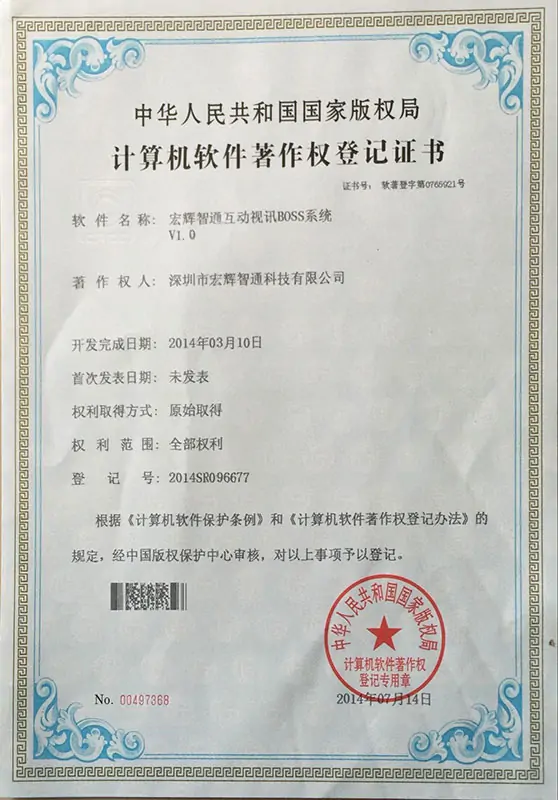 中华人民共和国国家版权局
计算机软件著作权登记证书
证书号： 软著登字第0765921号
软件名称： 宏辉智通互动视讯BOSS系统
V1.0
著作权人： 深圳市宏辉智通科技有限公司
开发完成日期： 2014年03月10日
首次发表日期： 未发表
权利取得方式： 原始取得
权利范围： 全部权利
登记号： 2014SR096677
根据《计算机软件保护条例》和《计算机软件著作权登记办法》的
规定，经中国版权保护中心审核，对以上事项予以登记。
中华人民共和国国家版权局
计算机软件著作权
登记专用章
No. 00497368
2014年07月14日